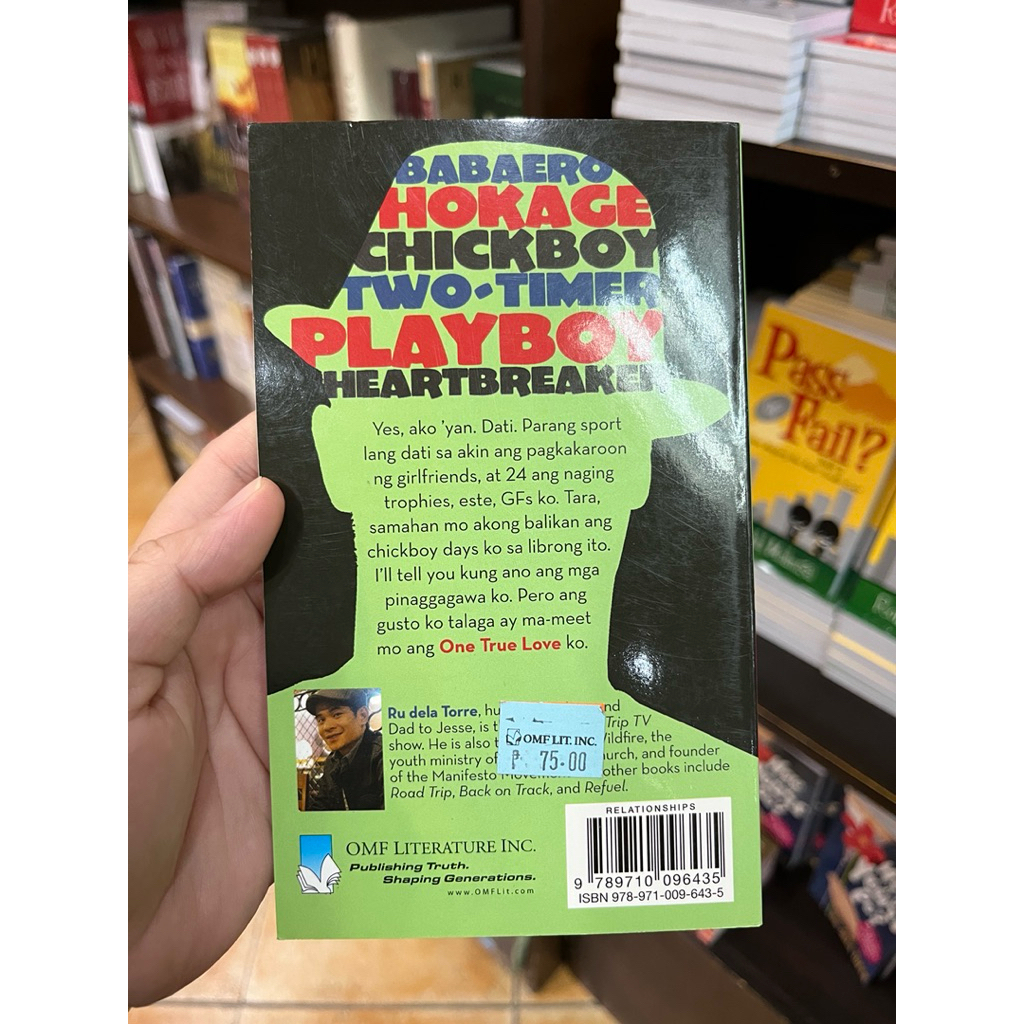 BABAERO
HOKAGE
CHICKBOY
TWO-TIMER
PLAYBOY
HEARTBREAKER
Yes, ako 'yan. Dati. Parang sport
lang dati sa akin ang pagkakaroon
ng girlfriends, at 24 ang naging
trophies, este, GFs ko. Tara,
samahan mo akong balikan ang
chickboy days ko sa librong ito.
I'll tell you kung ano ang mga
pinaggagawa ko. Pero ang
gusto ko talaga ay ma-meet
mo ang One True Love ko.
Ru dela Torre,
Dad to Jesse, is Trip TV
show. He is also Wildfire, the
youth ministry of and founder
of the Manifesto other books include
Road Trip, Back on Track, and Refuel.
OMF LIT. INC.
₱ 75.00
OMF LITERATURE INC.
Publishing Truth.
Shaping Generations.
www.OMFLit.com
RELATIONSHIPS
9 789710 096435
ISBN 978-971-009-643-5
Pass
or
Fail?